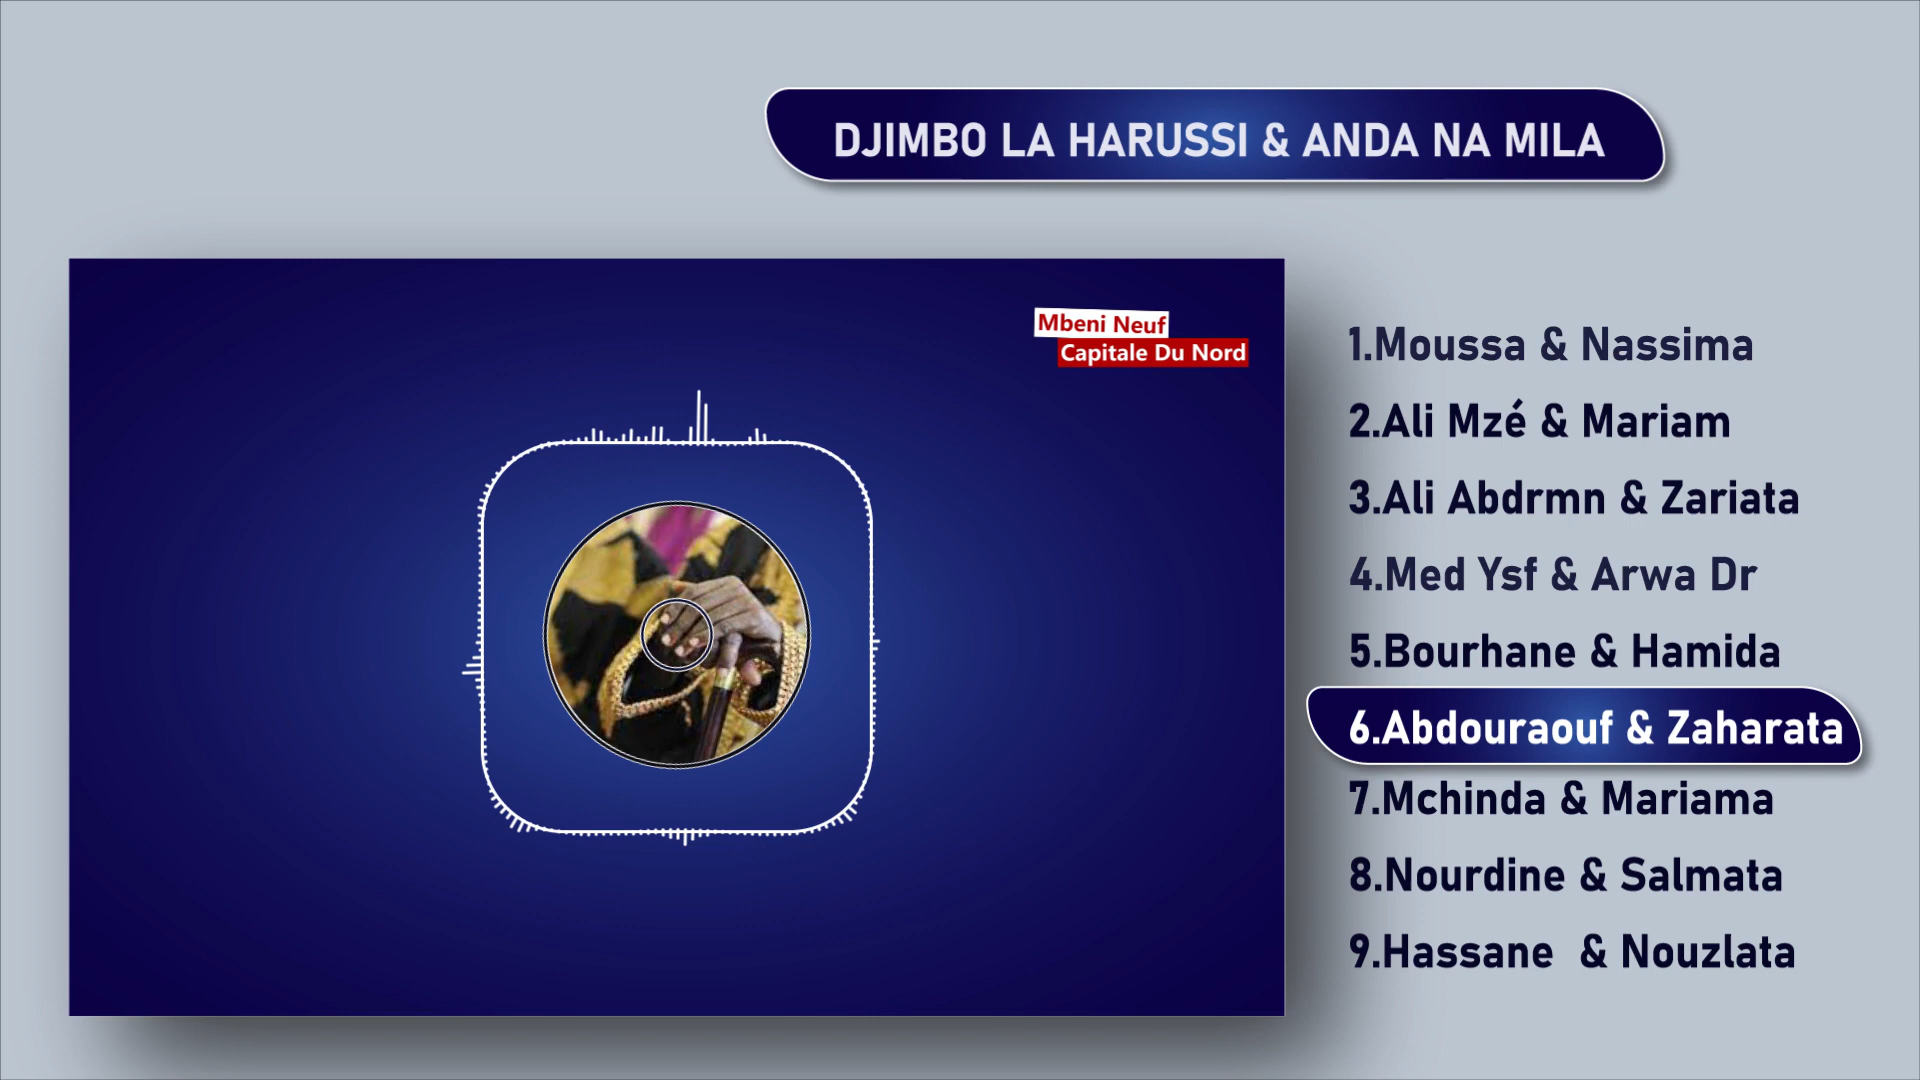 DJIMBO LA HARUSSI & ANDA NA MILA
Mbeni Neuf
Capitale Du Nord
1.Moussa & Nassima
2.Ali Mzé & Mariam
3.Ali Abdrmn & Zariata
4.Med Ysf & Arwa Dr
5.Bourhane & Hamida
6.Abdouraouf & Zaharata
7.Mchinda & Mariama
8.Nourdine & Salmata
9.Hassane  & Nouzlata